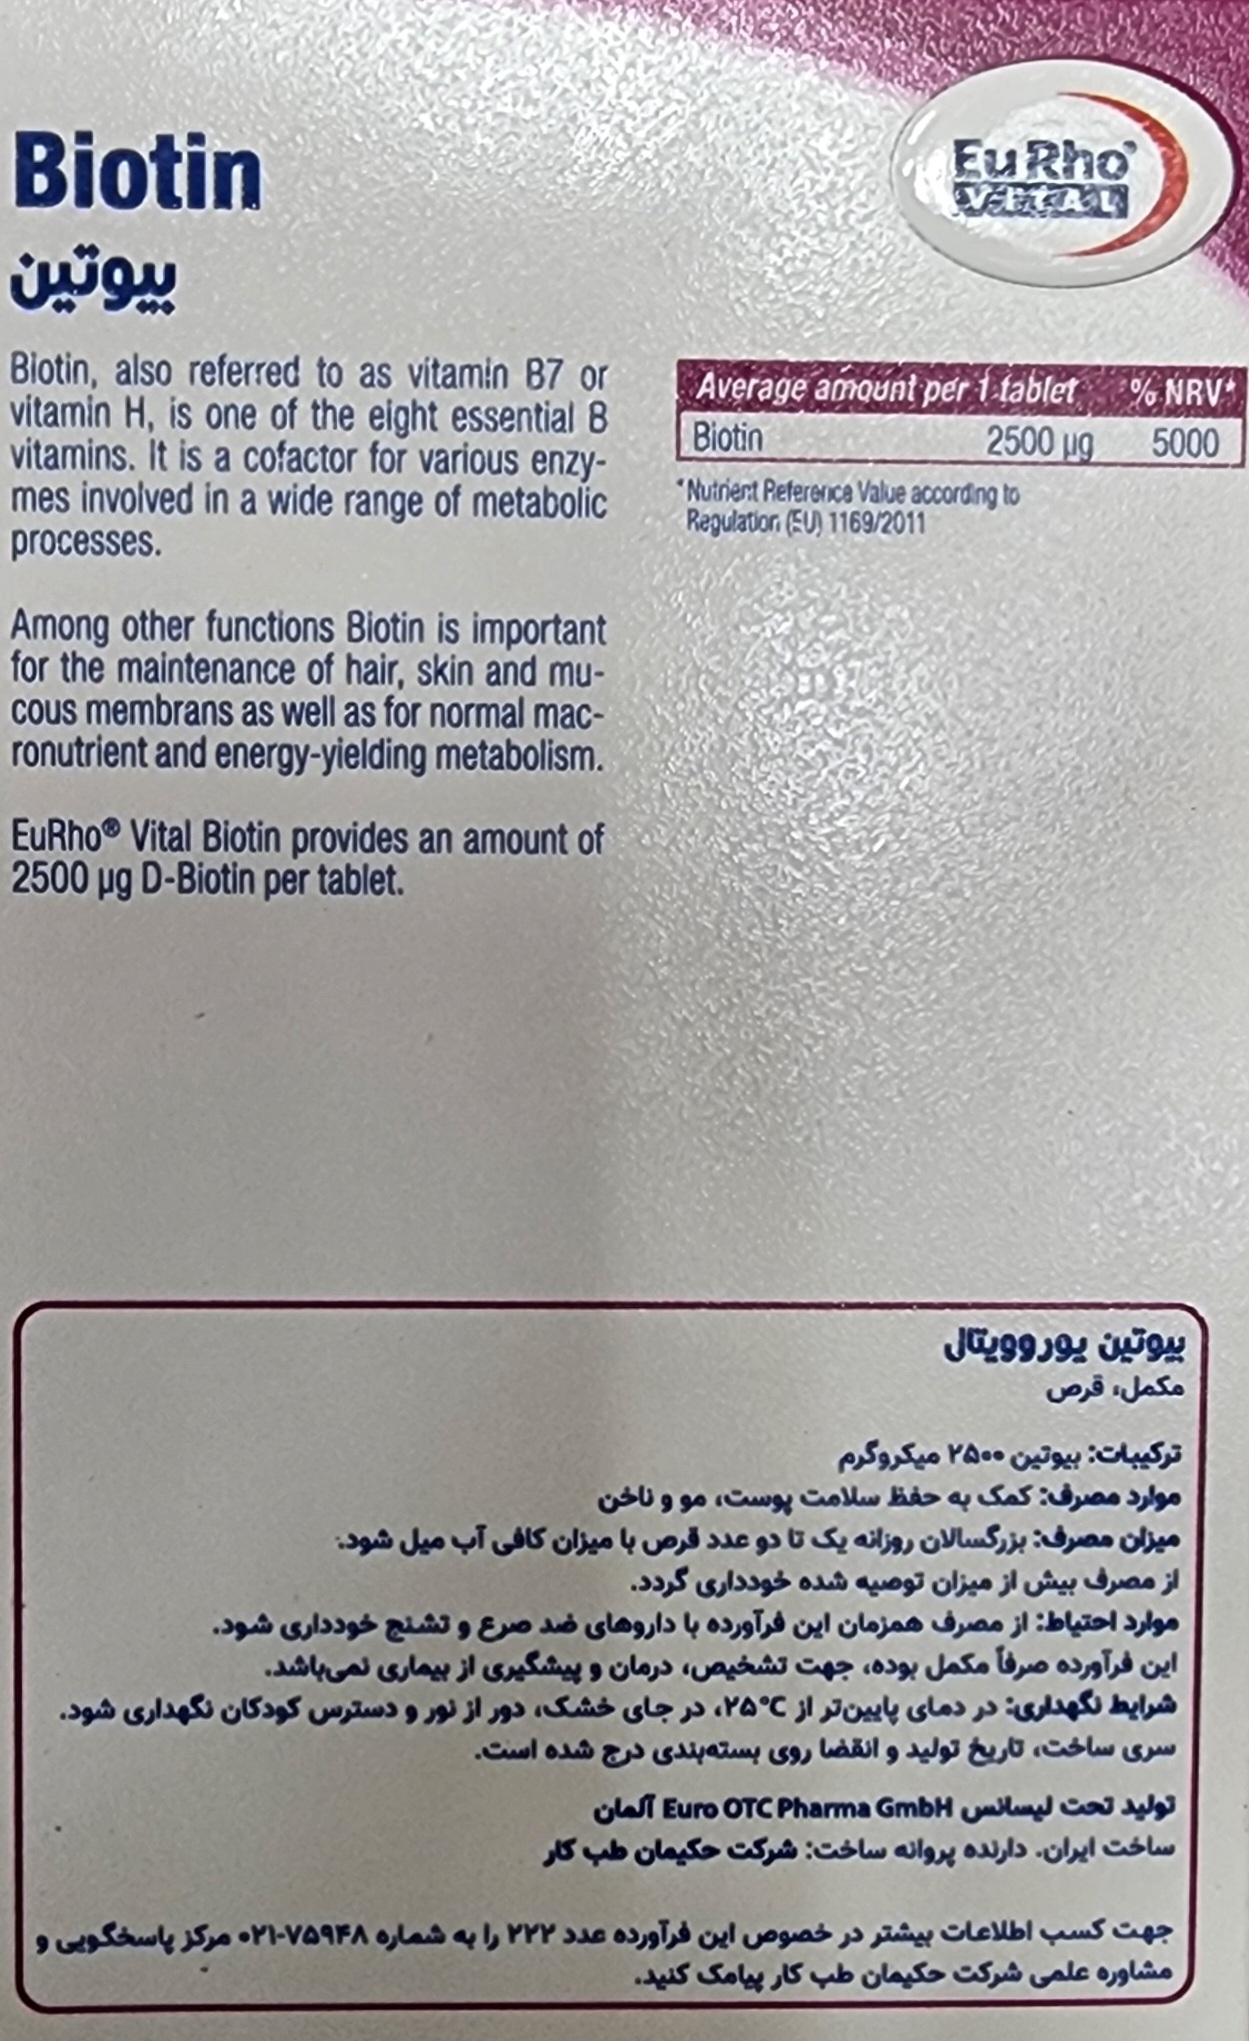 Biotin
بیوتین
EuRho®
VITAL
Biotin, also referred to as vitamin B7 or
vitamin H, is one of the eight essential B
vitamins. It is a cofactor for various enzy-
mes involved in a wide range of metabolic
processes.
Among other functions Biotin is important
for the maintenance of hair, skin and mu-
cous membrans as well as for normal mac-
ronutrient and energy-yielding metabolism.
EuRho® Vital Biotin provides an amount of
2500 µg D-Biotin per tablet.
Average amount per 1 tablet % NRV*
Biotin 2500 µg 5000
*Nutrient Reference Value according to
Regulation (EU) 1169/2011
بیوتین یوروویتال
مکمل، قرص
ترکیبات: بیوتین ۲۵۰۰ میکروگرم
موارد مصرف: کمک به حفظ سلامت پوست، مو و ناخن
میزان مصرف: بزرگسالان روزانه یک تا دو عدد قرص با میزان کافی آب میل شود.
از مصرف بیش از میزان توصیه شده خودداری گردد.
موارد احتیاط: از مصرف همزمان این فرآورده با داروهای ضد صرع و تشنج خودداری شود.
این فرآورده صرفاً مکمل بوده، جهت تشخیص، درمان و پیشگیری از بیماری نمی‌باشد.
شرایط نگهداری: در دمای پایین‌تر از ۲۵°C، در جای خشک، دور از نور و دسترس کودکان نگهداری شود.
سری ساخت، تاریخ تولید و انقضا روی بسته‌بندی درج شده است.
تولید تحت لیسانس Euro OTC Pharma GmbH آلمان
ساخت ایران. دارنده پروانه ساخت: شرکت حکیمان طب کار
جهت کسب اطلاعات بیشتر در خصوص این فرآورده عدد ۲۲۲ را به شماره ۷۵۹۴۸-۰۲۱ مرکز پاسخگویی و
مشاوره علمی شرکت حکیمان طب کار پیامک کنید.